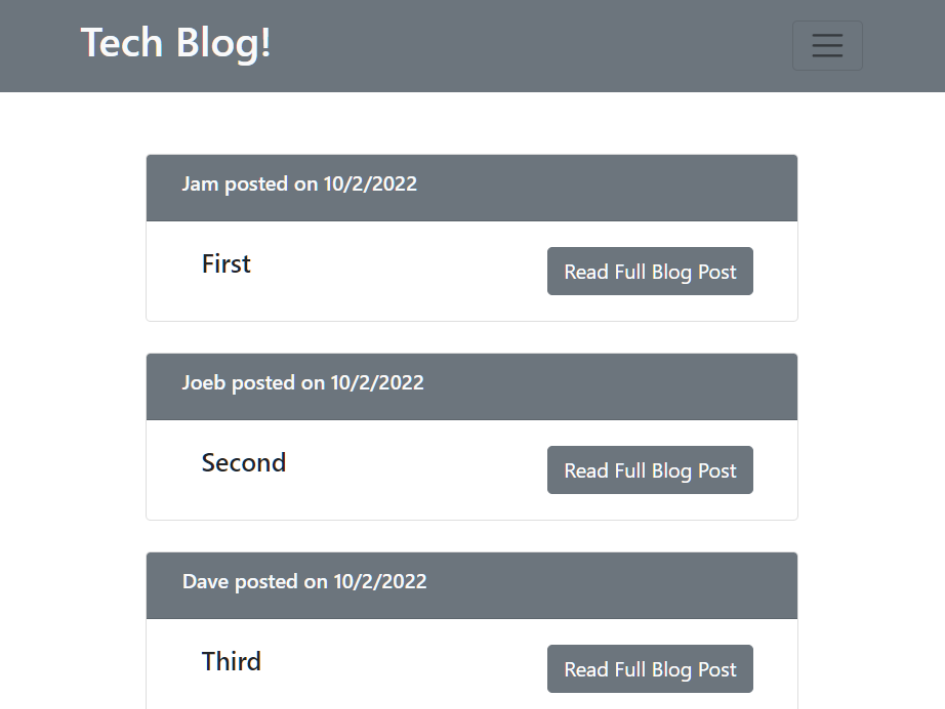 Tech Blog!
Jam posted on 10/2/2022
First
Read Full Blog Post
Joeb posted on 10/2/2022
Second
Read Full Blog Post
Dave posted on 10/2/2022
Third
Read Full Blog Post